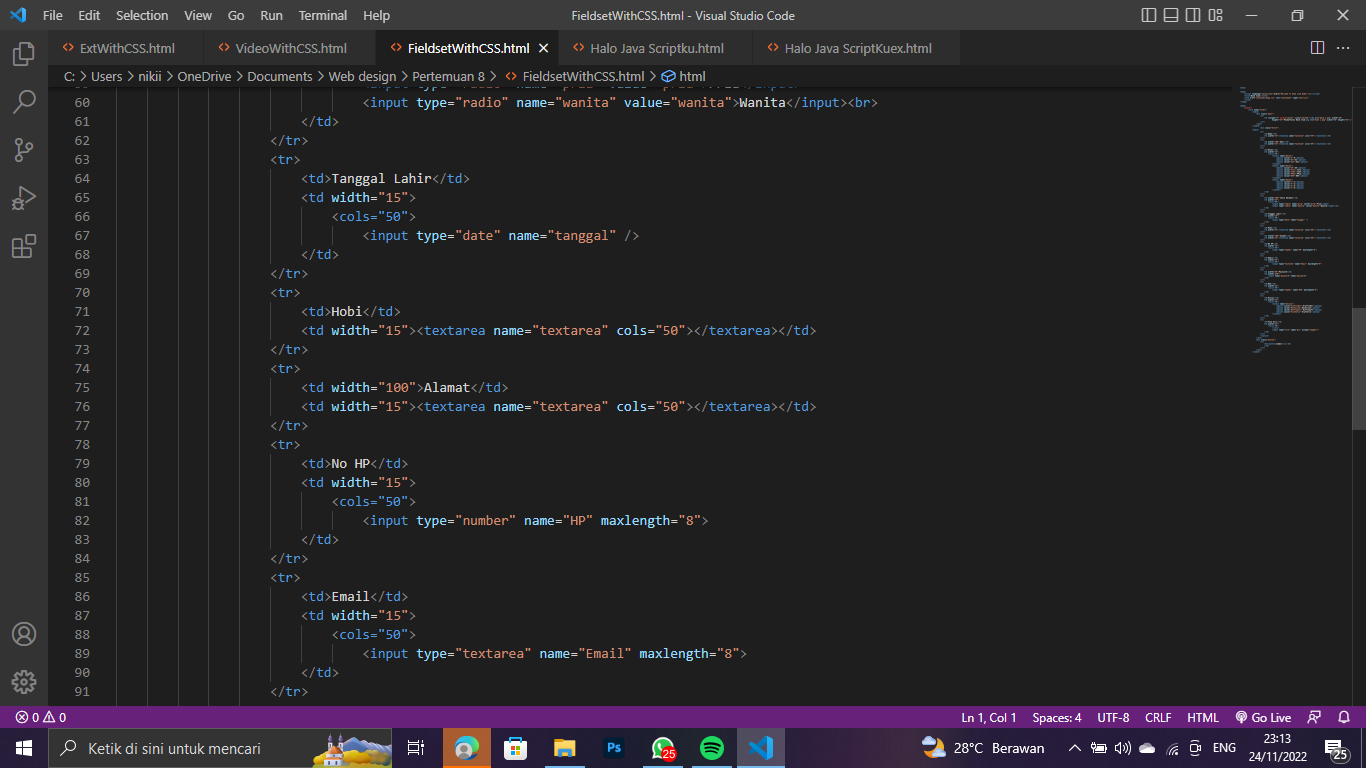 File Edit Selection View Go Run Terminal Help FieldsetWithCSS.html - Visual Studio Code
ExtWithCSS.html VideoWithCSS.html FieldsetWithCSS.html Halo Java Scriptku.html Halo Java ScriptKuex.html
C: > Users > nikii > OneDrive > Documents > Web design > Pertemuan 8 > FieldsetWithCSS.html > html
60 <input type="radio" name="wanita" value="wanita">Wanita</input><br>
61 </td>
62 </tr>
63 <tr>
64 <td>Tanggal Lahir</td>
65 <td width="15">
66 <cols="50">
67 <input type="date" name="tanggal" />
68 </td>
69 </tr>
70 <tr>
71 <td>Hobi</td>
72 <td width="15"><textarea name="textarea" cols="50"></textarea></td>
73 </tr>
74 <tr>
75 <td width="100">Alamat</td>
76 <td width="15"><textarea name="textarea" cols="50"></textarea></td>
77 </tr>
78 <tr>
79 <td>No HP</td>
80 <td width="15">
81 <cols="50">
82 <input type="number" name="HP" maxlength="8">
83 </td>
84 </tr>
85 <tr>
86 <td>Email</td>
87 <td width="15">
88 <cols="50">
89 <input type="textarea" name="Email" maxlength="8">
90 </td>
91 </tr>
0 0 Ln 1, Col 1 Spaces: 4 UTF-8 CRLF HTML Go Live
Ketik di sini untuk mencari Ps 25 28°C Berawan ENG 23:13
24/11/2022 25